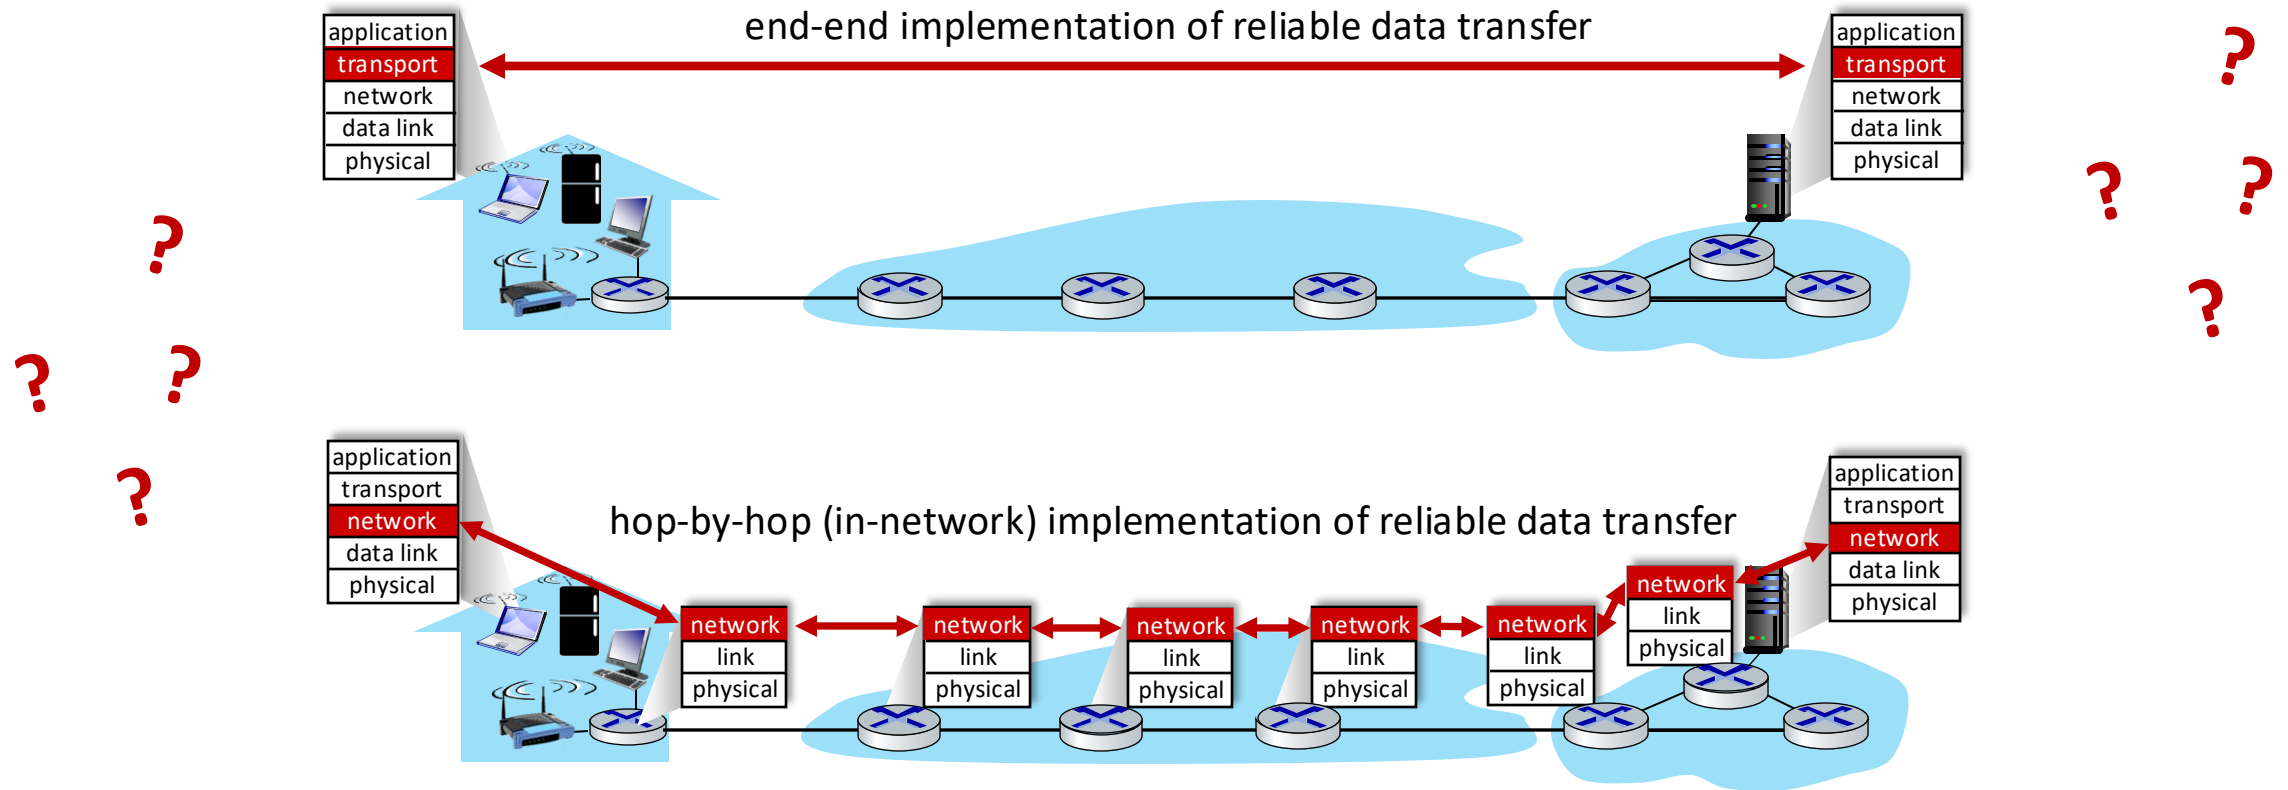 end-end implementation of reliable data transfer
application
transport
network
data link
physical
application
transport
network
data link
physical
?
?
?
?
?
?
?
?
hop-by-hop (in-network) implementation of reliable data transfer
application
transport
network
data link
physical
network
link
physical
network
link
physical
network
link
physical
network
link
physical
network
link
physical
network
link
physical
application
transport
network
data link
physical